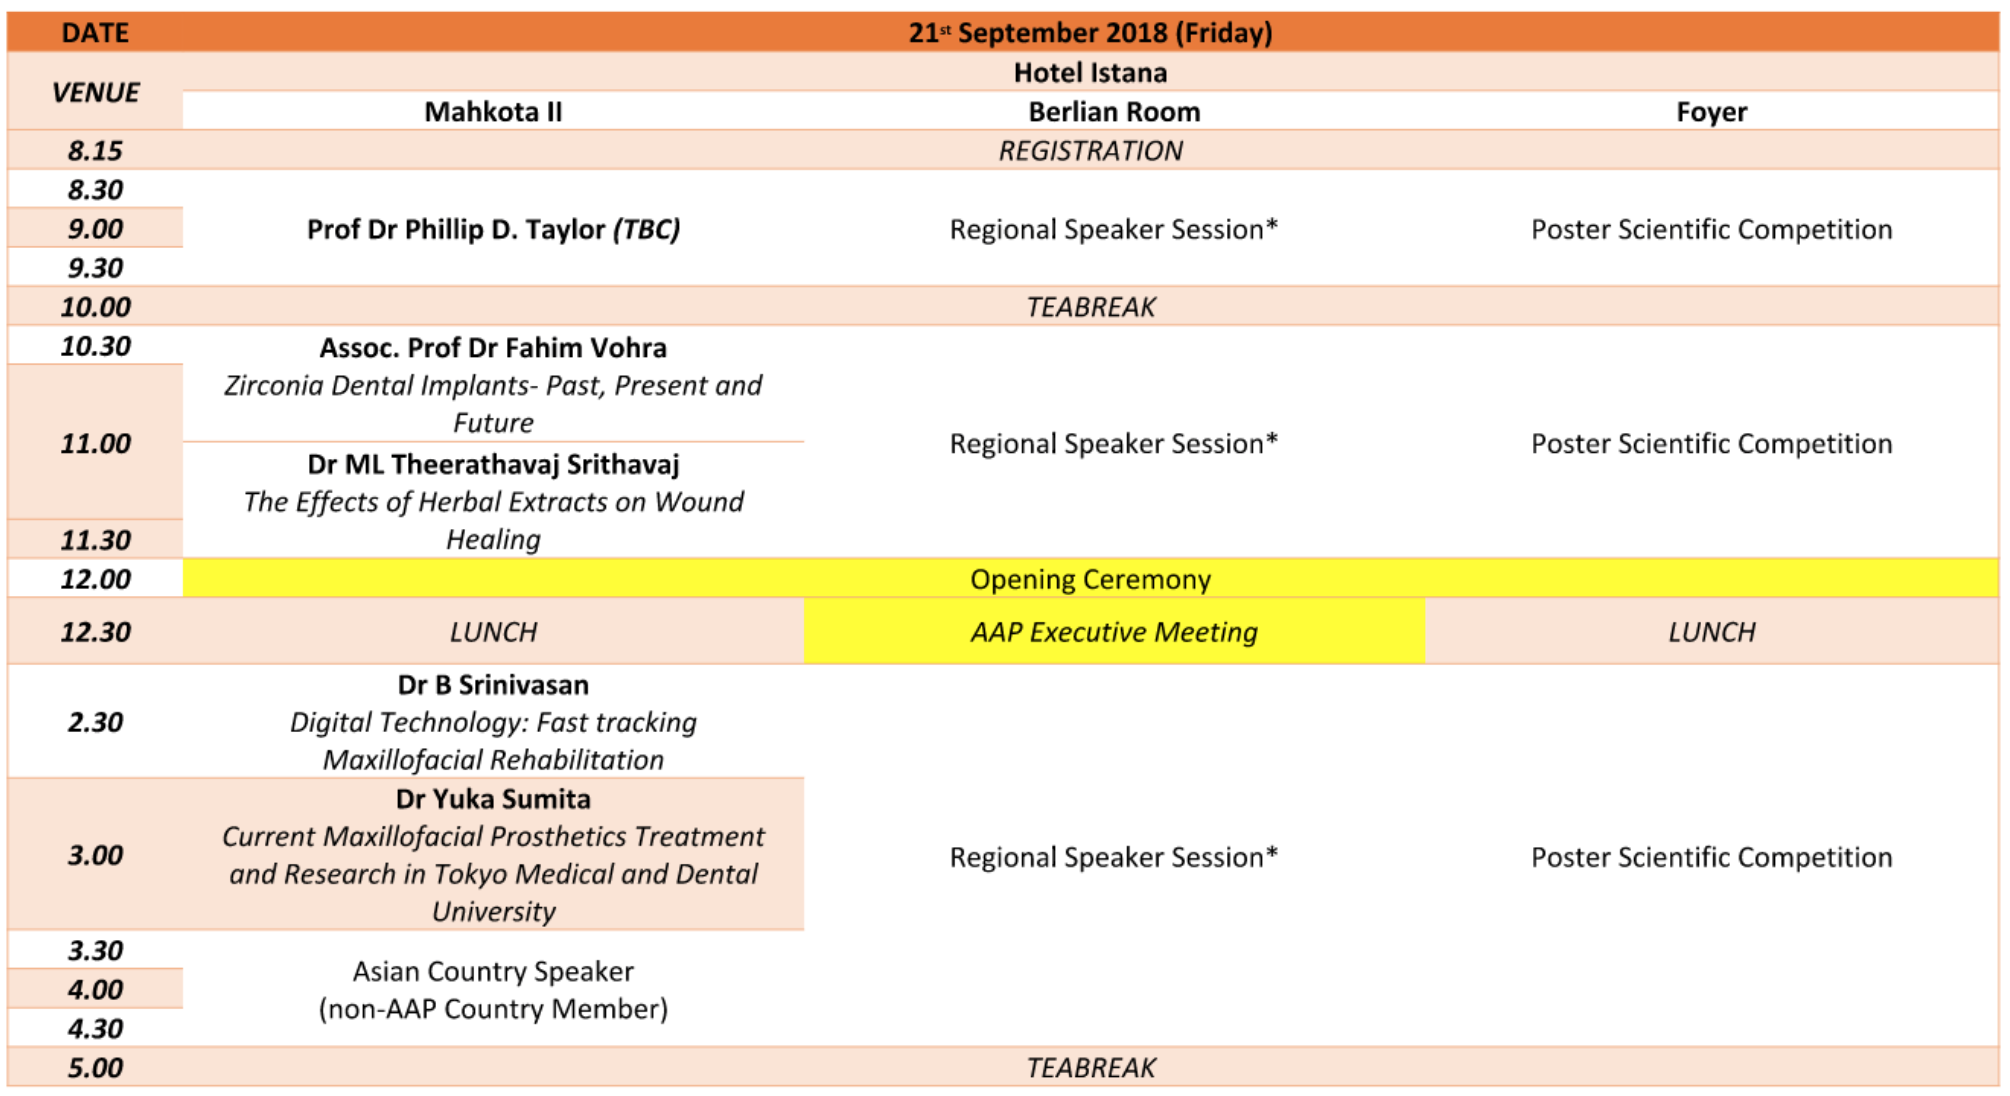 DATE
21st September 2018 (Friday)
VENUE
Hotel Istana
Mahkota II
Berlian Room
Foyer
8.15
REGISTRATION
8.30
9.00
9.30
Prof Dr Phillip D. Taylor (TBC)
Regional Speaker Session*
Poster Scientific Competition
10.00
TEABREAK
10.30
11.00
11.30
Assoc. Prof Dr Fahim Vohra
Zirconia Dental Implants- Past, Present and
Future
Dr ML Theerathavaj Srithavaj
The Effects of Herbal Extracts on Wound
Healing
Regional Speaker Session*
Poster Scientific Competition
12.00
Opening Ceremony
12.30
LUNCH
AAP Executive Meeting
LUNCH
2.30
Dr B Srinivasan
Digital Technology: Fast tracking
Maxillofacial Rehabilitation
3.00
Dr Yuka Sumita
Current Maxillofacial Prosthetics Treatment
and Research in Tokyo Medical and Dental
University
Regional Speaker Session*
Poster Scientific Competition
3.30
4.00
4.30
Asian Country Speaker
(non-AAP Country Member)
5.00
TEABREAK